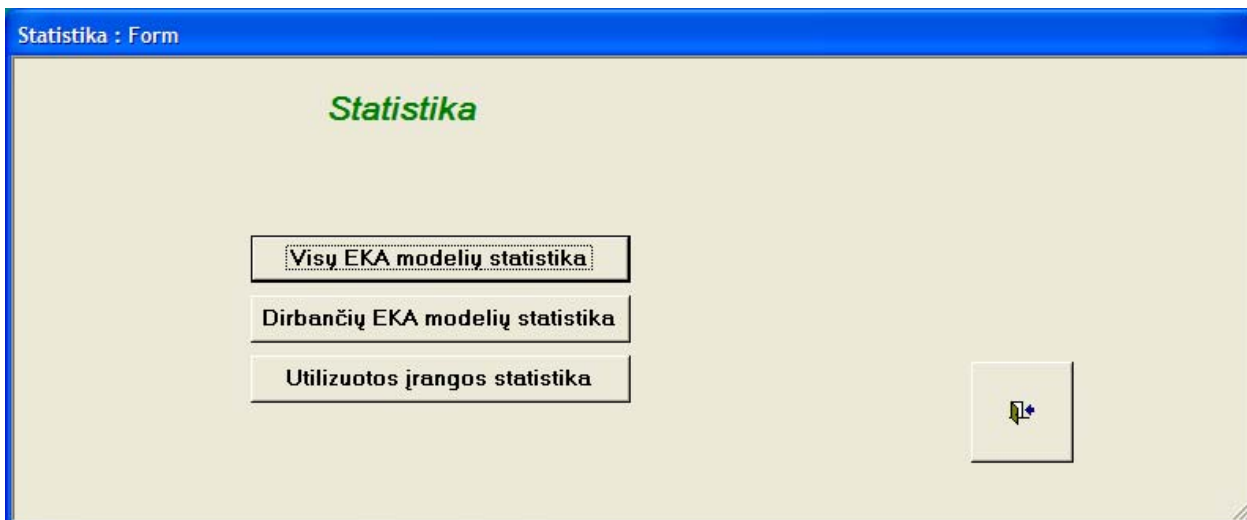 Statistika : Form
Statistika
Visų EKA modelių statistika
Dirbančių EKA modelių statistika
Utilizuotos įrangos statistika